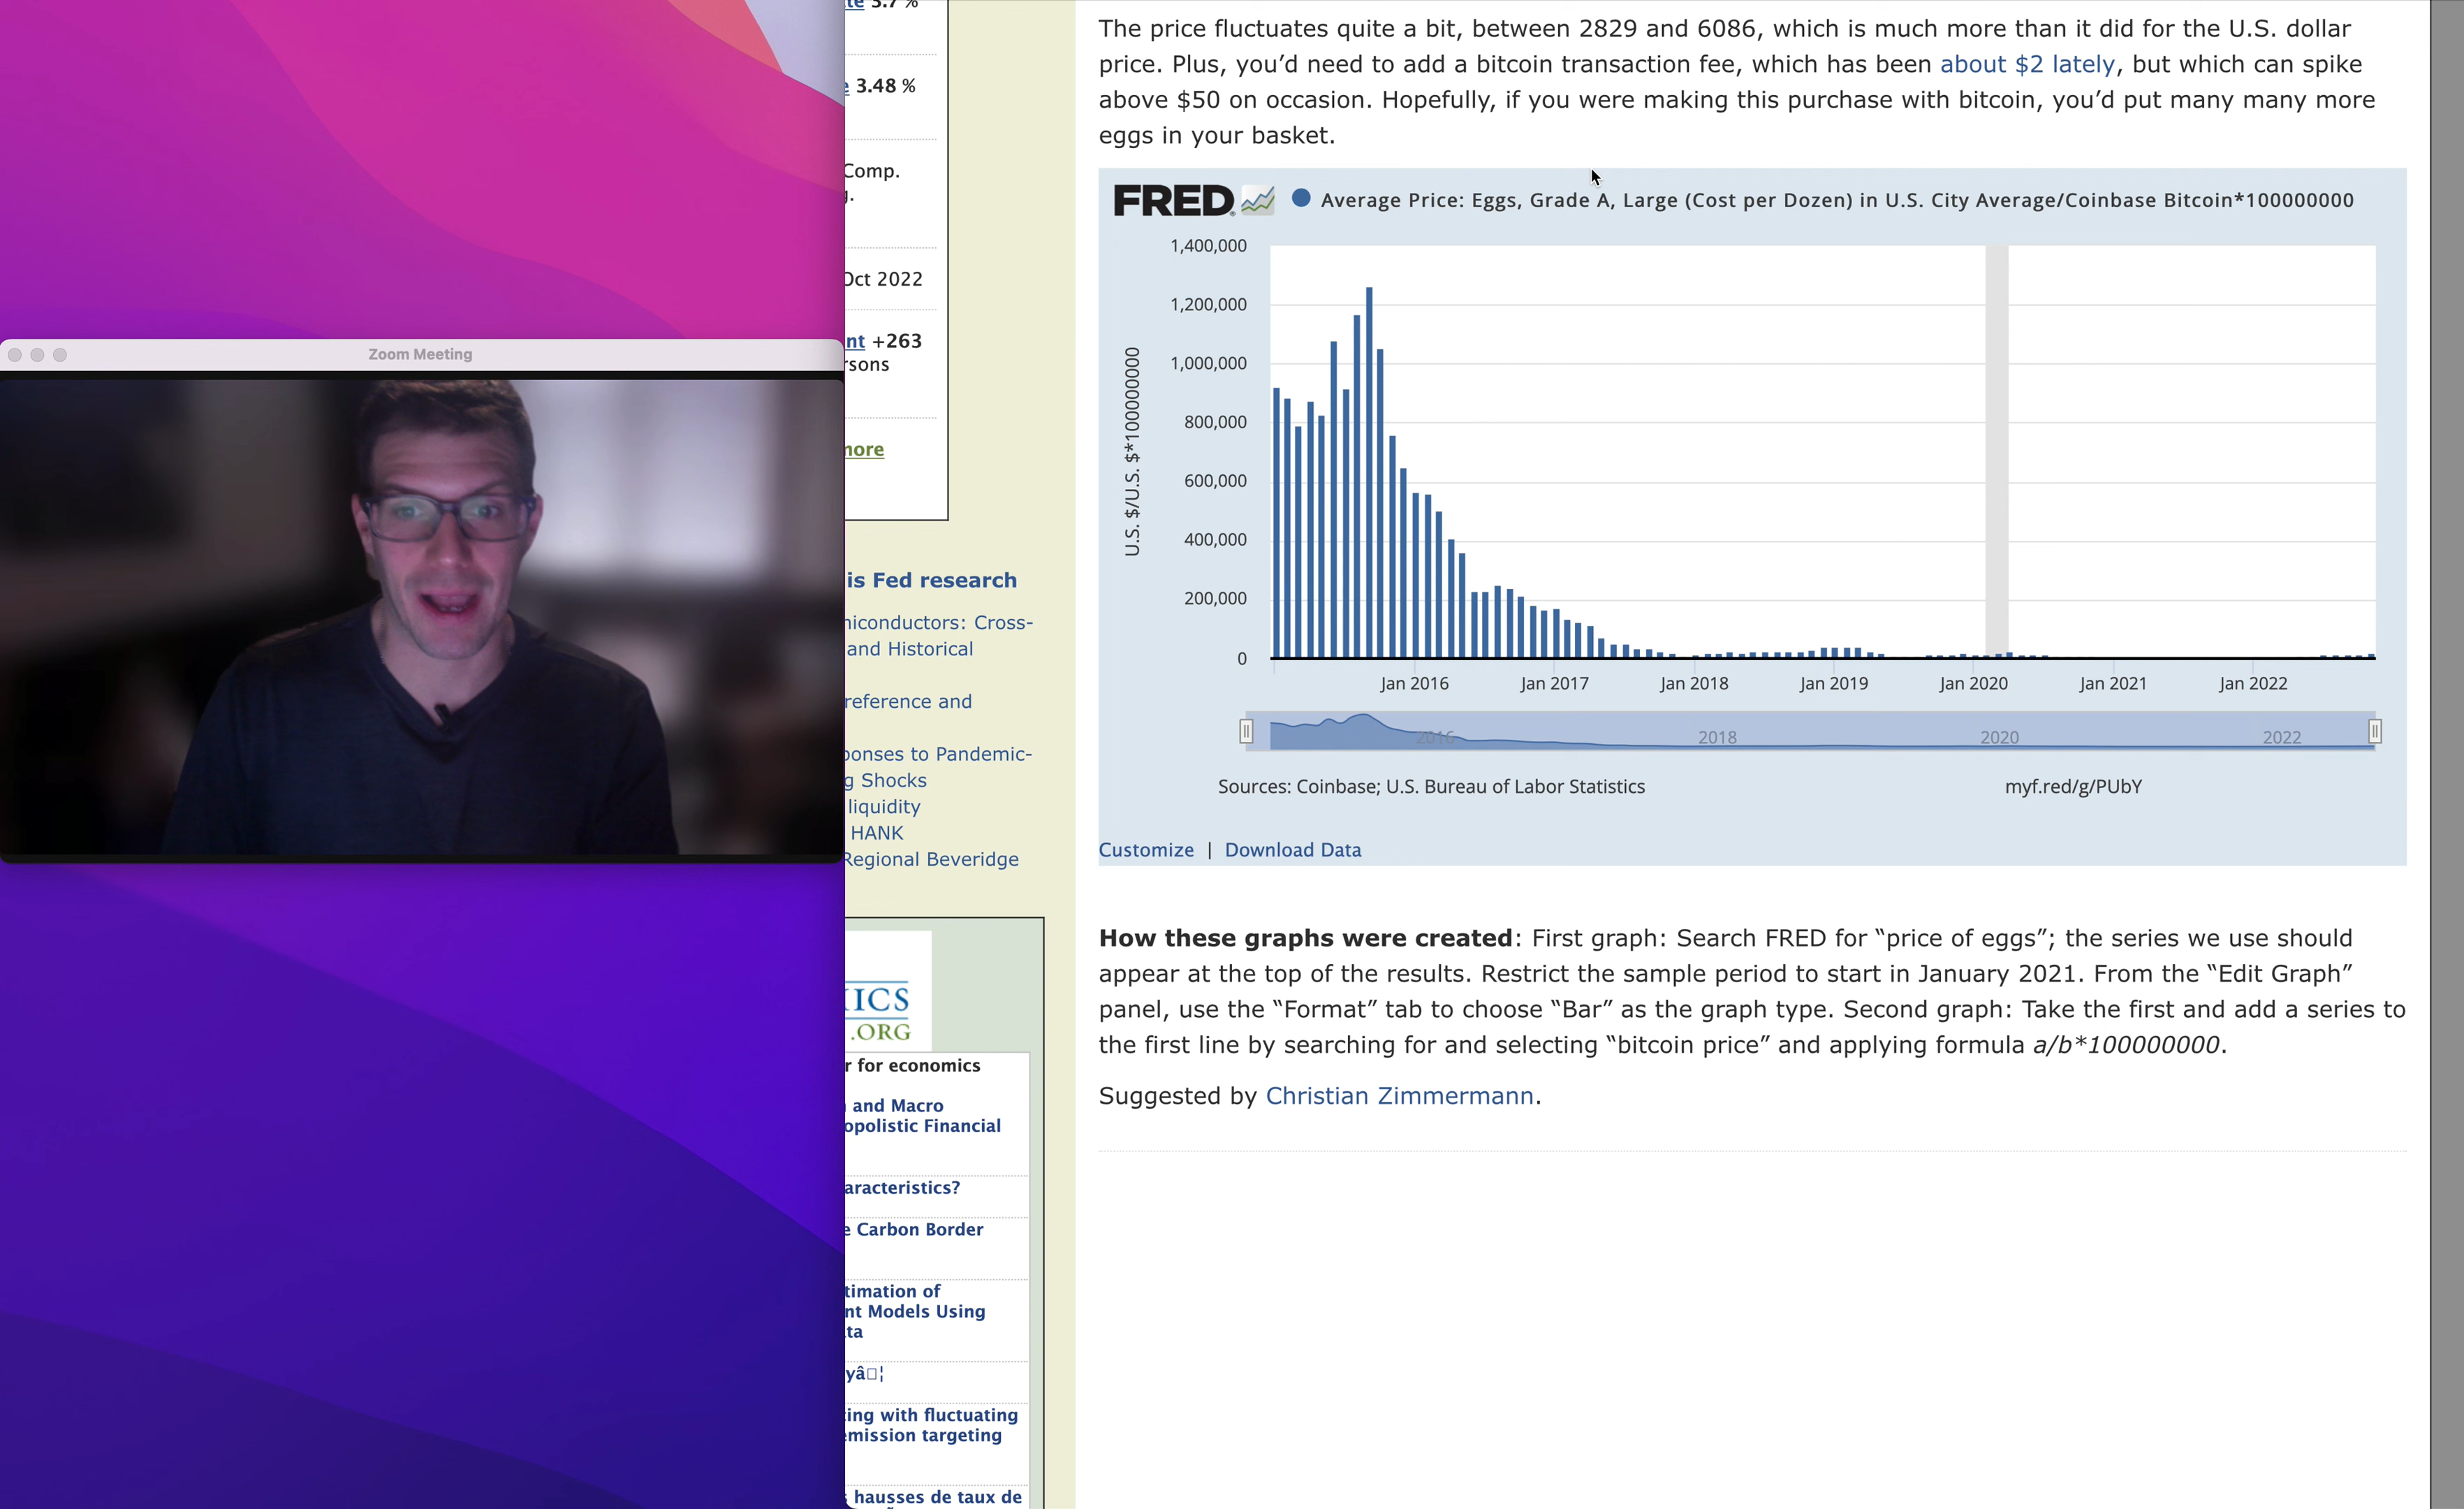 3.7 %
3.48 %
Comp.
Oct 2022
nt +263
rsons
more
is Fed research
niconductors: Cross-
and Historical
reference and
ponses to Pandemic-
g Shocks
liquidity
HANK
Regional Beveridge
ICS
.ORG
r for economics
and Macro
opolistic Financial
aracteristics?
e Carbon Border
timation of
nt Models Using
ta
yâ□¦
ing with fluctuating
emission targeting
hausses de taux de
Zoom Meeting
The price fluctuates quite a bit, between 2829 and 6086, which is much more than it did for the U.S. dollar
price. Plus, you’d need to add a bitcoin transaction fee, which has been about $2 lately, but which can spike
above $50 on occasion. Hopefully, if you were making this purchase with bitcoin, you’d put many many more
eggs in your basket.
FRED
Average Price: Eggs, Grade A, Large (Cost per Dozen) in U.S. City Average/Coinbase Bitcoin*100000000
U.S. $/U.S. $*100000000
1,400,000
1,200,000
1,000,000
800,000
600,000
400,000
200,000
0
Jan 2016 Jan 2017 Jan 2018 Jan 2019 Jan 2020 Jan 2021 Jan 2022
2016 2018 2020 2022
Sources: Coinbase; U.S. Bureau of Labor Statistics myf.red/g/PUbY
Customize | Download Data
How these graphs were created: First graph: Search FRED for “price of eggs”; the series we use should
appear at the top of the results. Restrict the sample period to start in January 2021. From the “Edit Graph”
panel, use the “Format” tab to choose “Bar” as the graph type. Second graph: Take the first and add a series to
the first line by searching for and selecting “bitcoin price” and applying formula a/b*100000000.
Suggested by Christian Zimmermann.